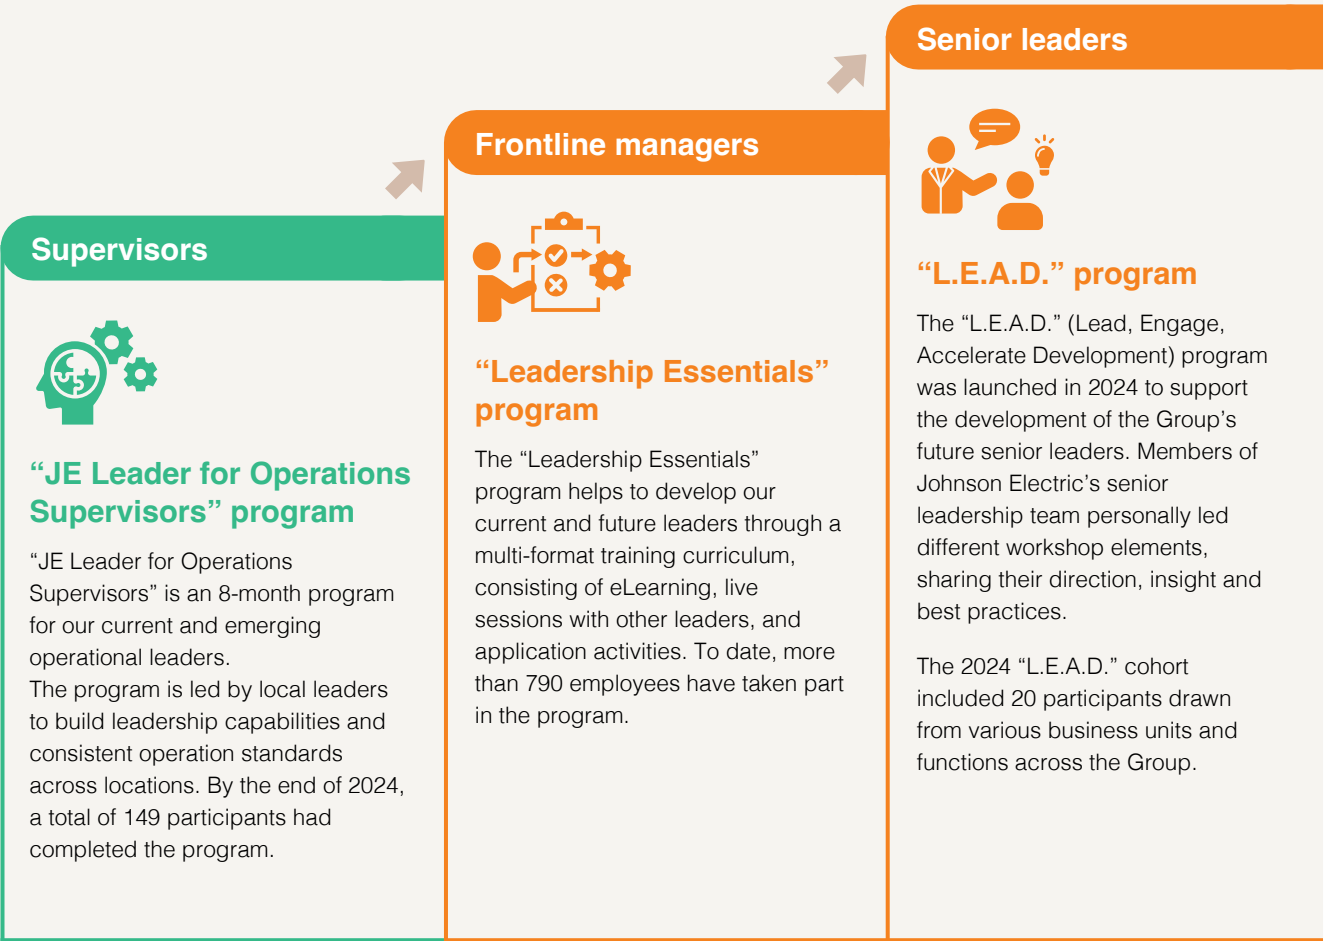 Supervisors
“JE Leader for Operations
Supervisors” program
“JE Leader for Operations
Supervisors” is an 8-month program
for our current and emerging
operational leaders.
The program is led by local leaders
to build leadership capabilities and
consistent operation standards
across locations. By the end of 2024,
a total of 149 participants had
completed the program.
Frontline managers
“Leadership Essentials”
program
The “Leadership Essentials”
program helps to develop our
current and future leaders through a
multi-format training curriculum,
consisting of eLearning, live
sessions with other leaders, and
application activities. To date, more
than 790 employees have taken part
in the program.
Senior leaders
“L.E.A.D.” program
The “L.E.A.D.” (Lead, Engage,
Accelerate Development) program
was launched in 2024 to support
the development of the Group’s
future senior leaders. Members of
Johnson Electric’s senior
leadership team personally led
different workshop elements,
sharing their direction, insight and
best practices.
The 2024 “L.E.A.D.” cohort
included 20 participants drawn
from various business units and
functions across the Group.